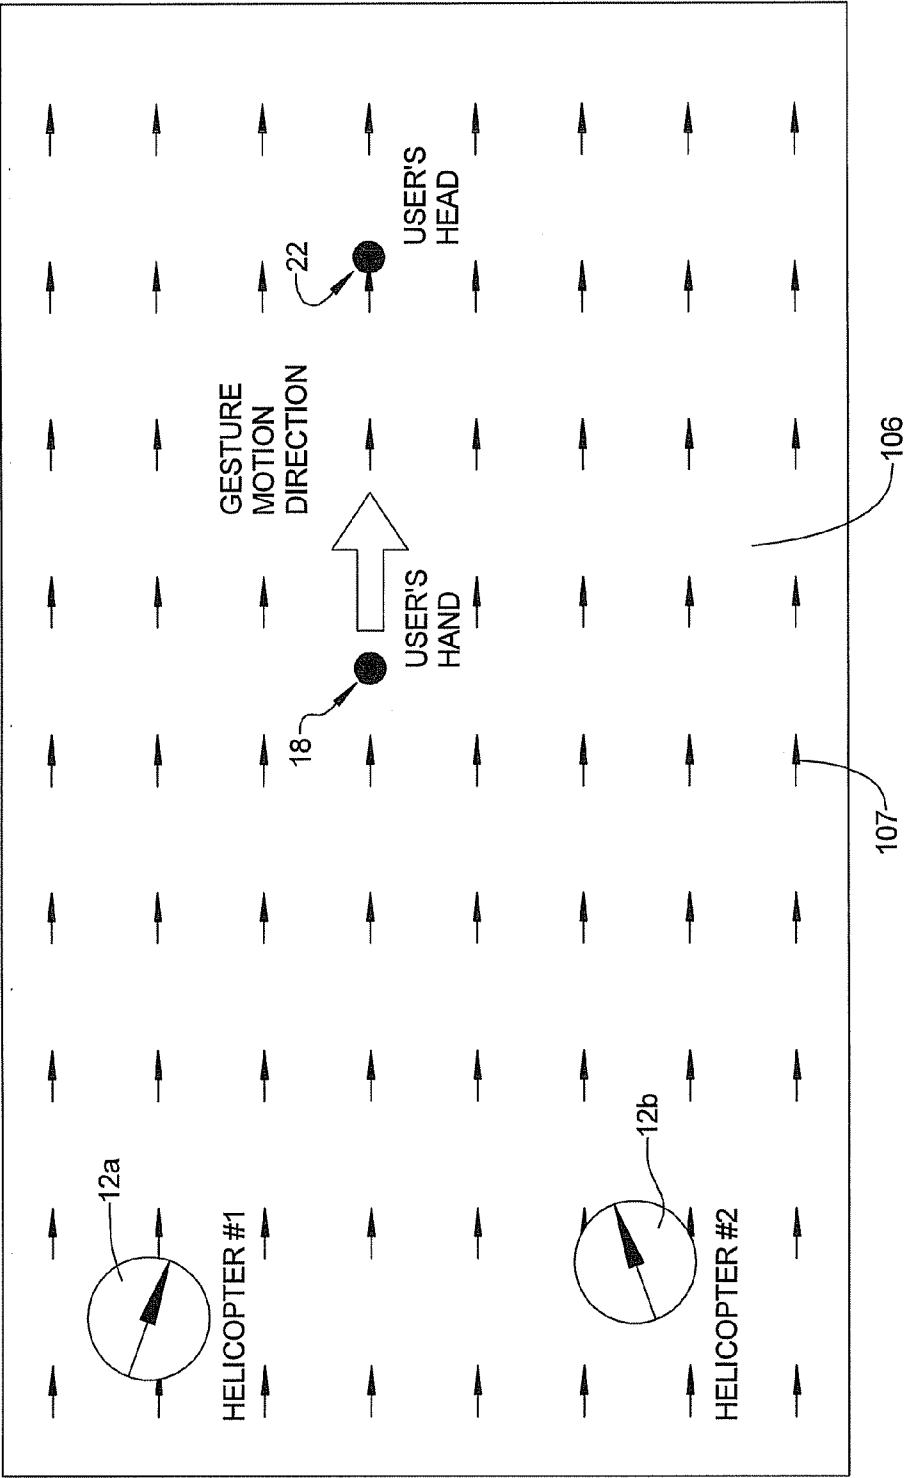 12a
HELICOPTER #1
GESTURE
MOTION
DIRECTION
18
22
USER'S
HAND
USER'S
HEAD
12b
HELICOPTER #2
107
106